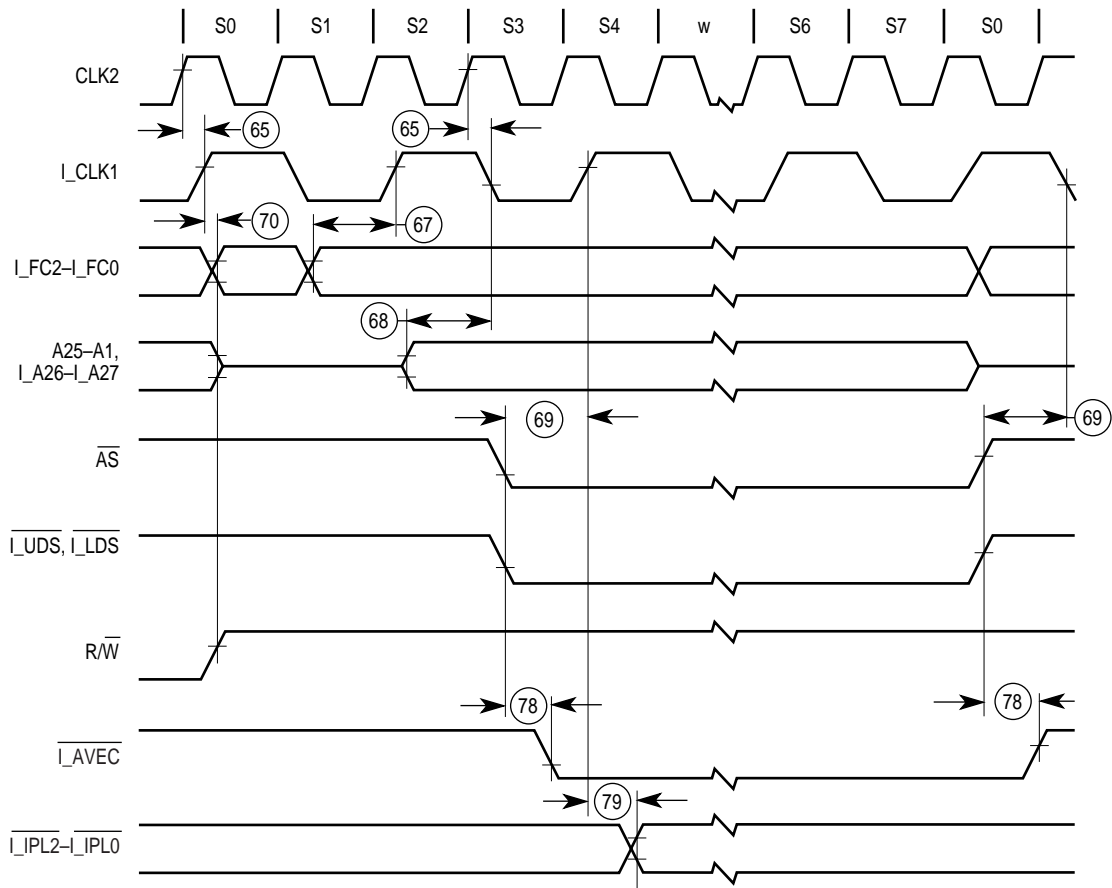 S0 S1 S2 S3 S4 w S6 S7 S0
CLK2
65 65
I_CLK1
70 67
I_FC2–I_FC0
68
A25–A1,
I_A26–I_A27
69 69
AS
I_UDS, I_LDS
R/W
78 78
I_AVEC
79
I_IPL2–I_IPL0